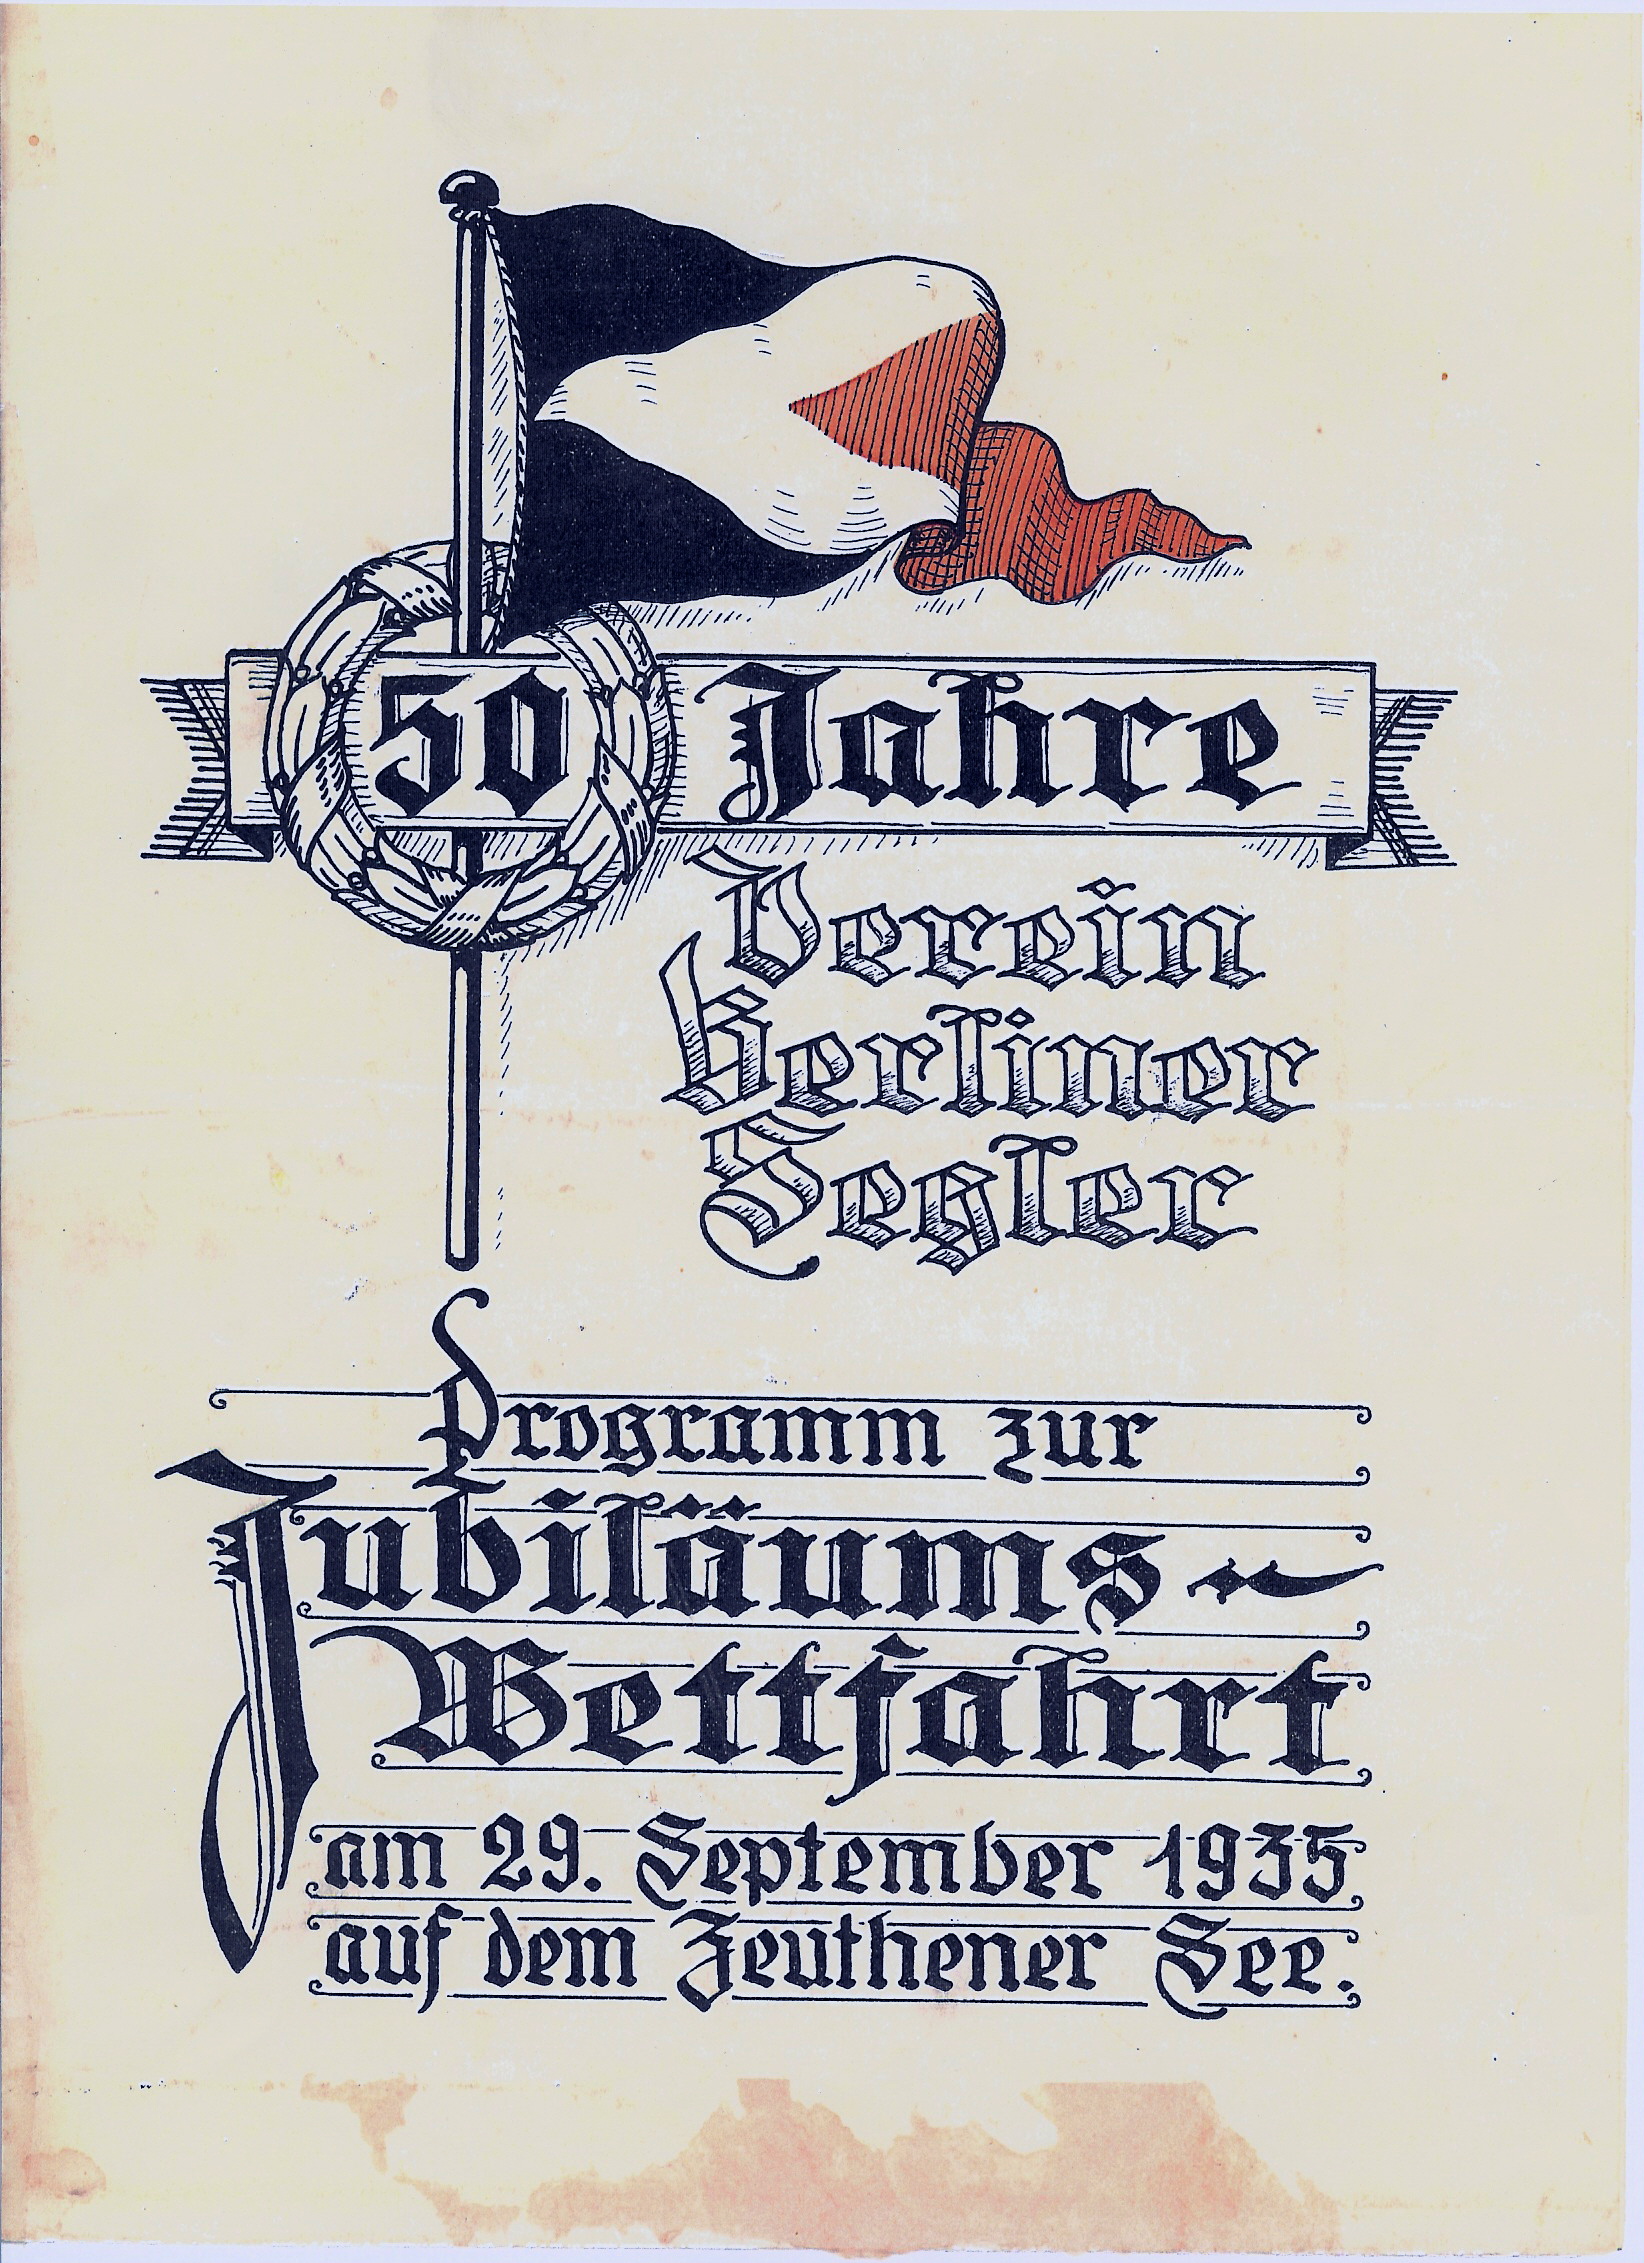 50 Jahre
Verein
Berliner
Segler
Programm zur
Jubiläums-
Wettfahrt
am 29. September 1935
auf dem Zeuthener See.